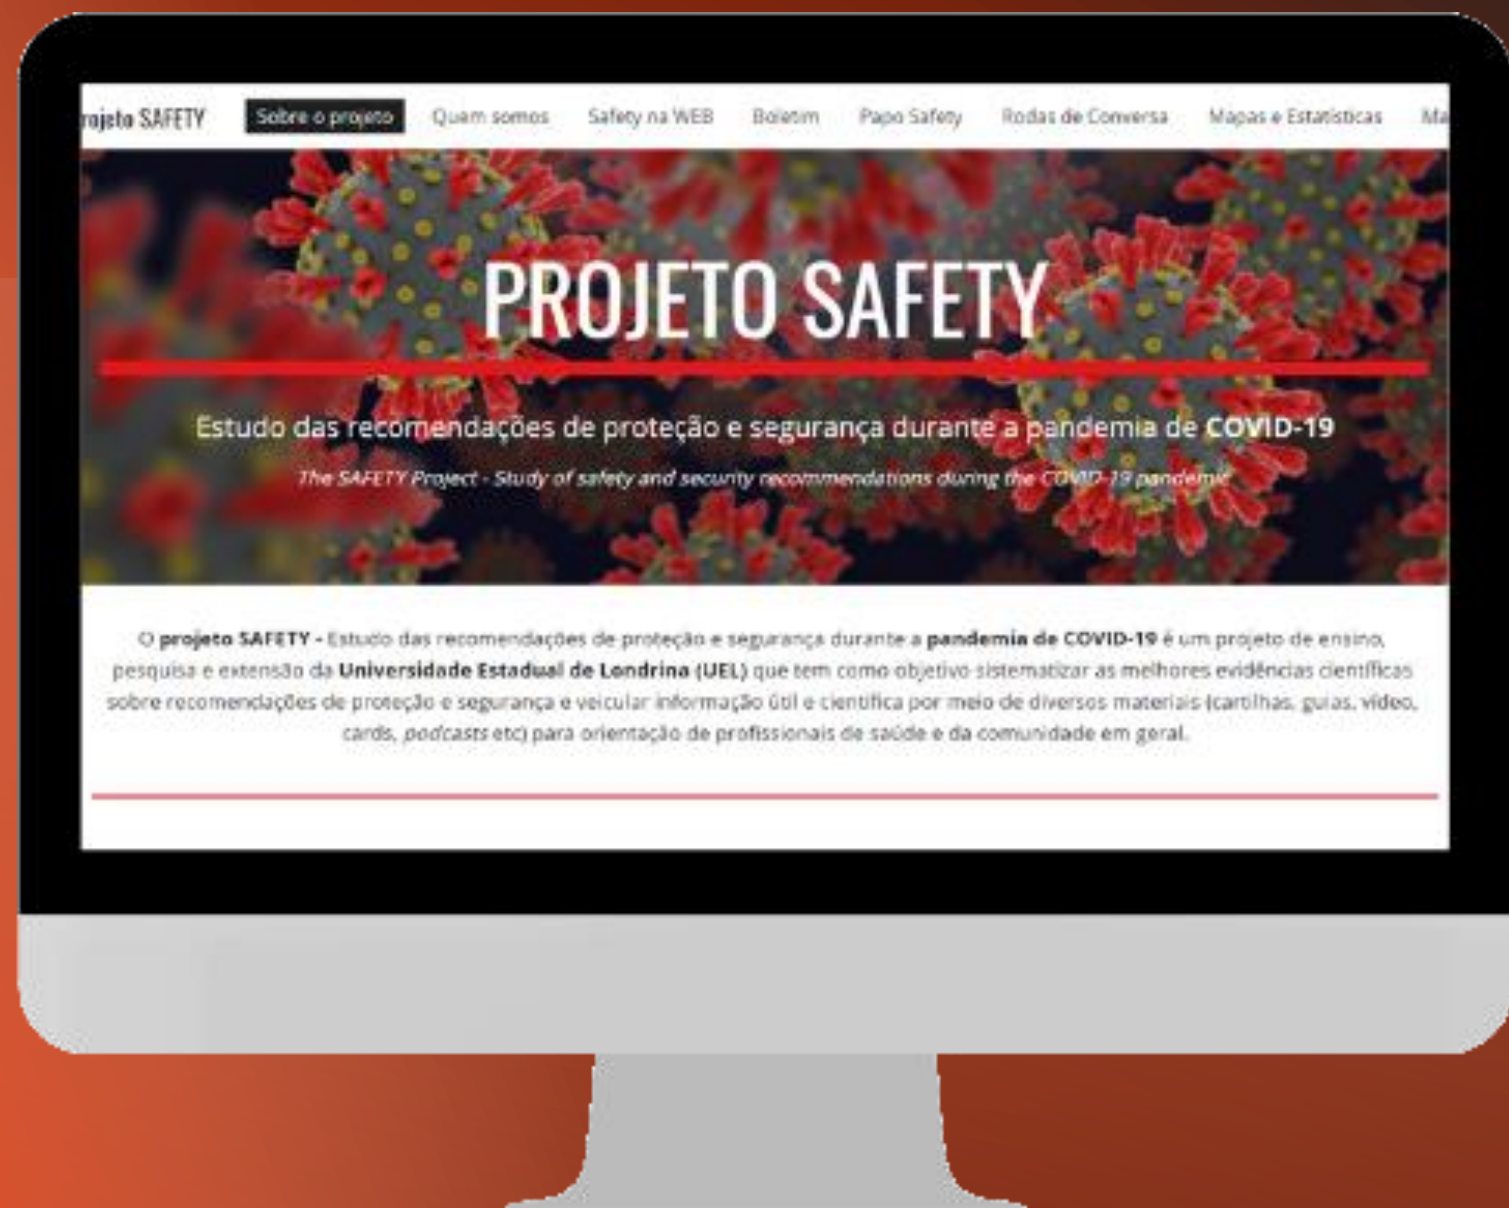 rojeto SAFETY Sobre o projeto Quem somos Safety na WEB Boletim Papo Safety Rodas de Conversa Mapas e Estatísticas Ma
PROJETO SAFETY
Estudo das recomendações de proteção e segurança durante a pandemia de COVID-19
The SAFETY Project - Study of safety and security recommendations during the COVID-19 pandemic
O projeto SAFETY - Estudo das recomendações de proteção e segurança durante a pandemia de COVID-19 é um projeto de ensino,
pesquisa e extensão da Universidade Estadual de Londrina (UEL) que tem como objetivo sistematizar as melhores evidências científicas
sobre recomendações de proteção e segurança e veicular informação útil e científica por meio de diversos materiais (cartilhas, guias, vídeo,
cards, podcasts etc) para orientação de profissionais de saúde e da comunidade em geral.